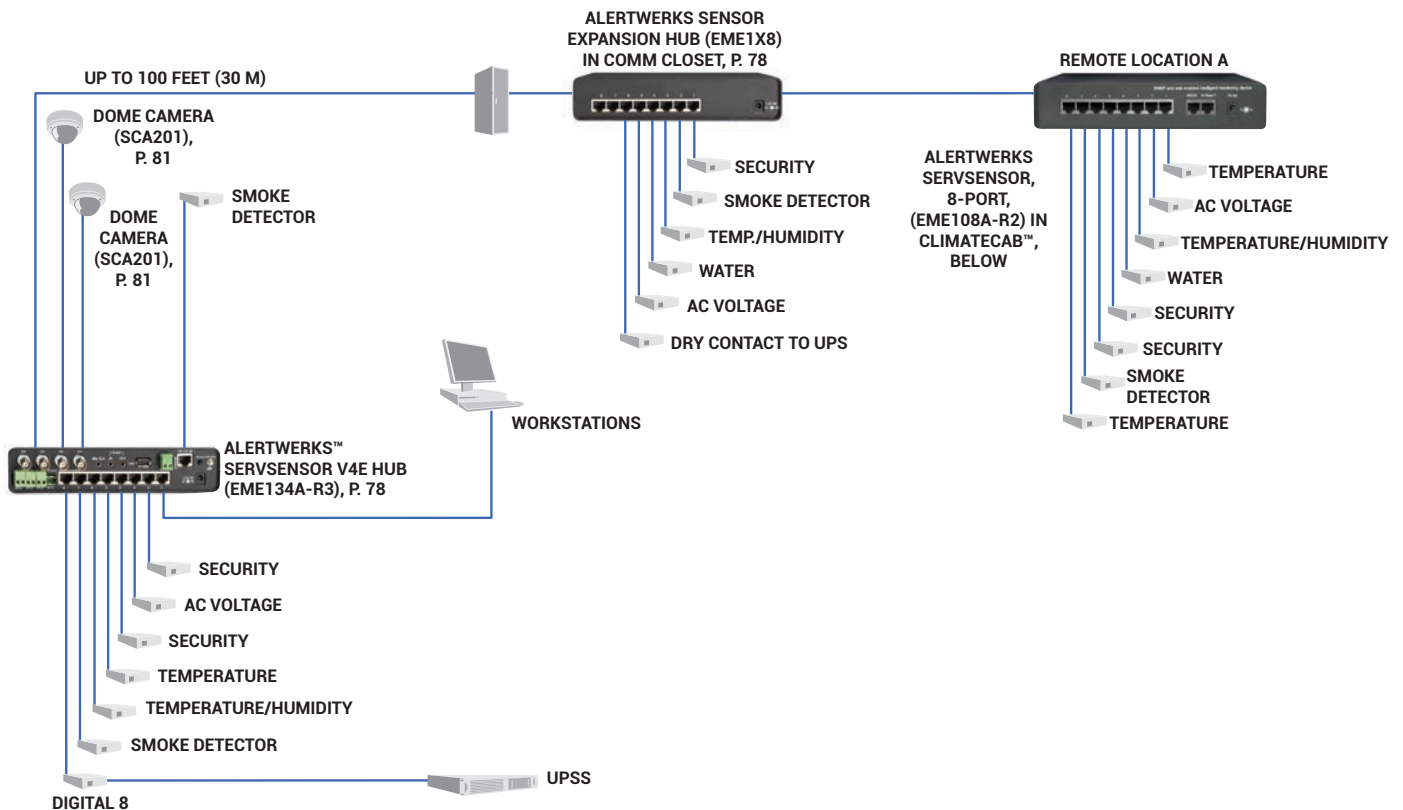 ALERTWERKS SENSOR
EXPANSION HUB (EME1X8)
IN COMM CLOSET, P. 78
REMOTE LOCATION A
UP TO 100 FEET (30 M)
DOME CAMERA
(SCA201),
P. 81
DOME
CAMERA
(SCA201),
P. 81
SMOKE
DETECTOR
SECURITY
SMOKE DETECTOR
TEMP./HUMIDITY
WATER
AC VOLTAGE
DRY CONTACT TO UPS
ALERTWERKS
SERVSENSOR,
8-PORT,
(EME108A-R2) IN
CLIMATECAB™,
BELOW
TEMPERATURE
AC VOLTAGE
TEMPERATURE/HUMIDITY
WATER
SECURITY
SECURITY
SMOKE
DETECTOR
TEMPERATURE
WORKSTATIONS
ALERTWERKS™
SERVSENSOR V4E HUB
(EME134A-R3), P. 78
SECURITY
AC VOLTAGE
SECURITY
TEMPERATURE
TEMPERATURE/HUMIDITY
SMOKE DETECTOR
UPSS
DIGITAL 8